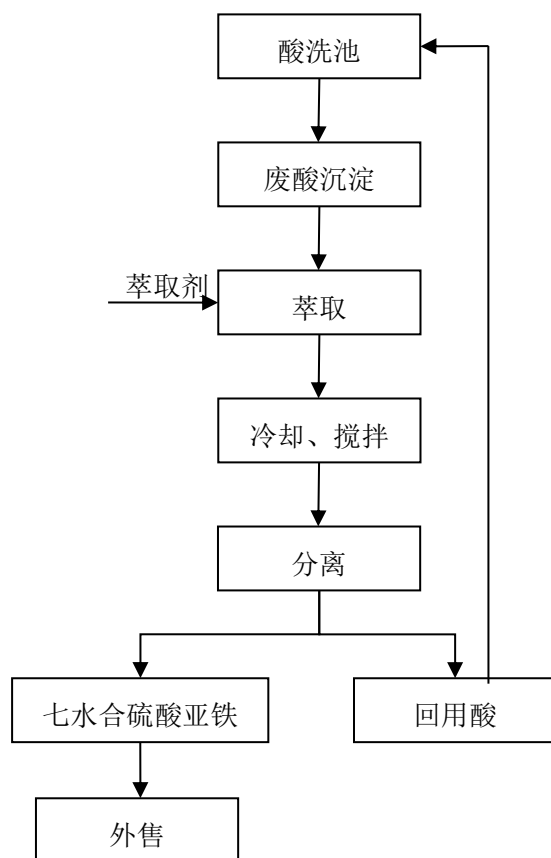 酸洗池
废酸沉淀
萃取剂
萃取
冷却、搅拌
分离
七水合硫酸亚铁
回用酸
外售